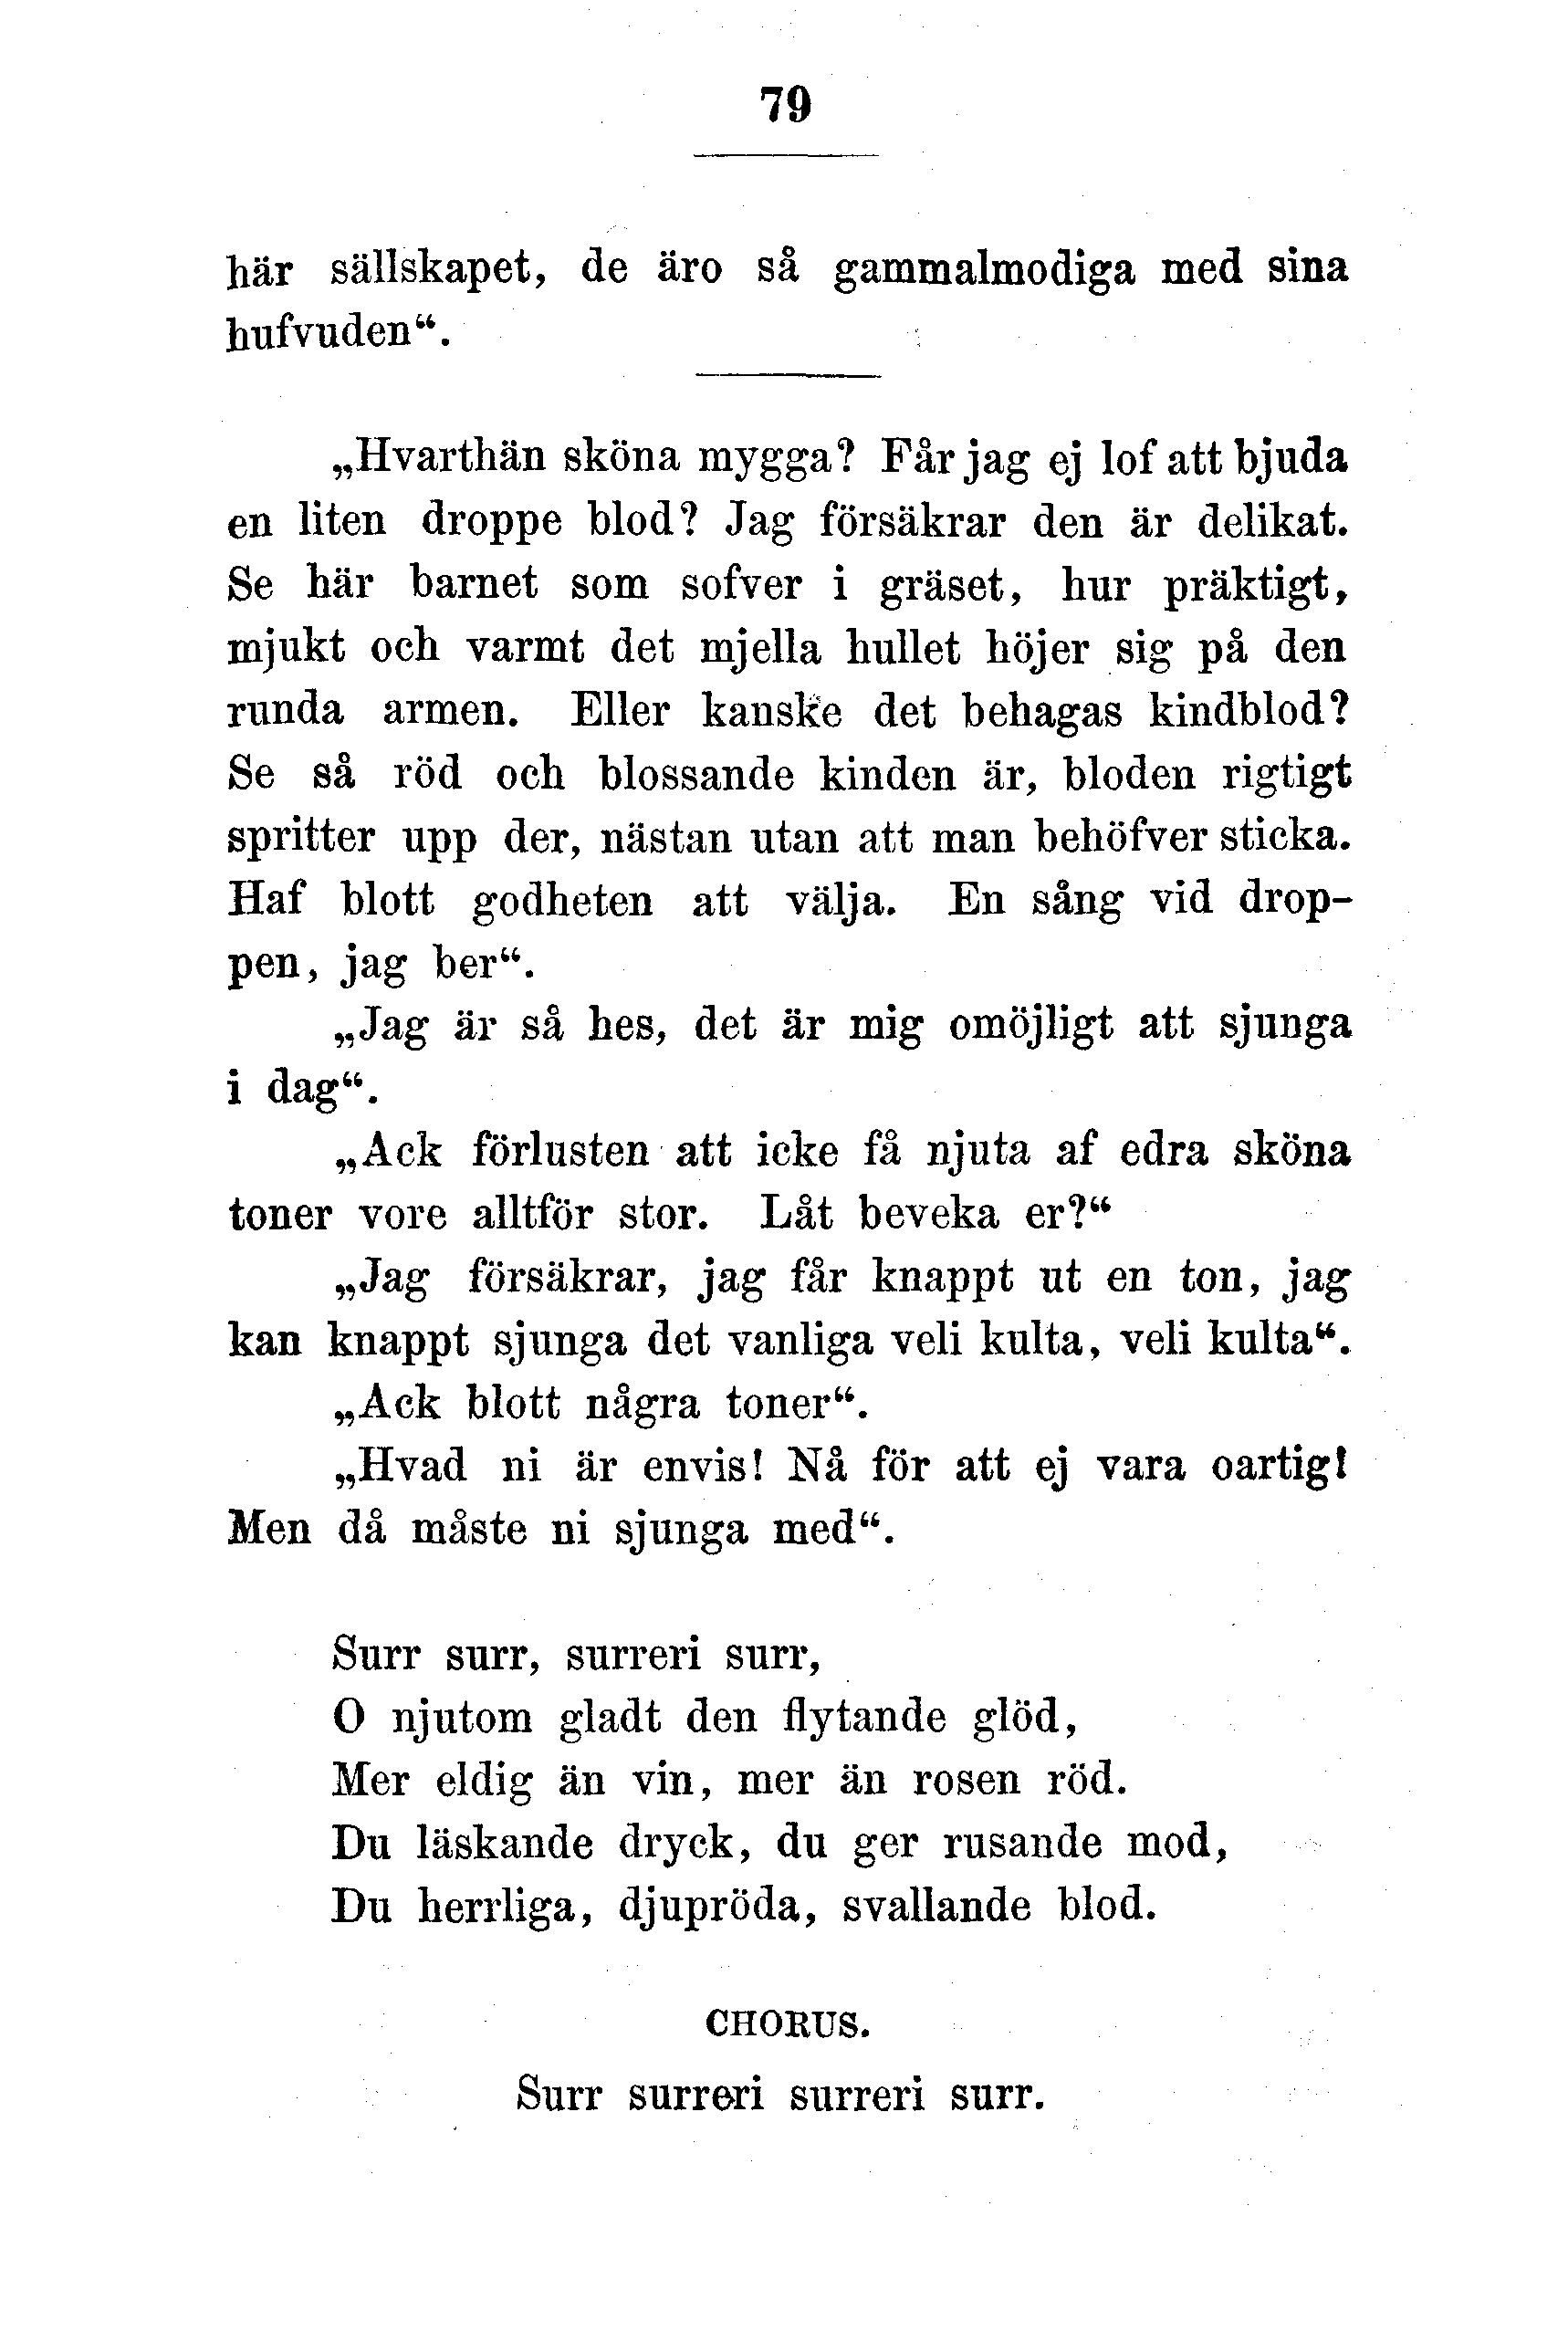 79
här sällskapet, de äro så gammalmodiga med sina
hufvuden“.
„Hvarthän sköna mygga? Får jag ej lof att bjuda
en liten droppe blod? Jag försäkrar den är delikat.
Se här barnet som sofver i gräset, hur präktigt,
mjukt och varmt det mjella hullet höjer sig på den
runda armen. Eller kanske det behagas kindblod?
Se så röd och blossande kinden är, bloden rigtigt
spritter upp der, nästan utan att man behöfver sticka.
Haf blott godheten att välja. En sång vid drop-
pen, jag ber“.
„Jag är så hes, det är mig omöjligt att sjunga
i dag“.
„Ack förlusten att icke få njuta af edra sköna
toner vore alltför stor. Låt beveka er?“
„Jag försäkrar, jag får knappt ut en ton, jag
kan knappt sjunga det vanliga veli kulta, veli kulta“.
„Ack blott några toner“.
„Hvad ni är envis! Nå för att ej vara oartig!
Men då måste ni sjunga med“.
Surr surr, surreri surr,
O njutom gladt den flytande glöd,
Mer eldig än vin, mer än rosen röd.
Du läskande dryck, du ger rusande mod,
Du herrliga, djupröda, svallande blod.
CHORUS.
Surr surreri surreri surr.